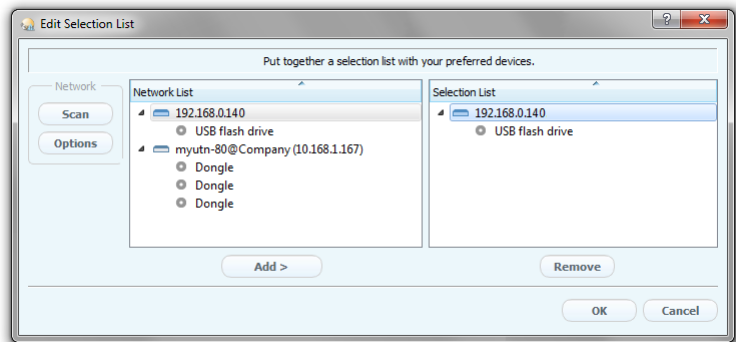 Edit Selection List
Put together a selection list with your preferred devices.
Network
Scan
Options
Network List
192.168.0.140
USB flash drive
myutn-80@Company (10.168.1.167)
Dongle
Dongle
Dongle
Selection List
192.168.0.140
USB flash drive
Add >
Remove
OK
Cancel